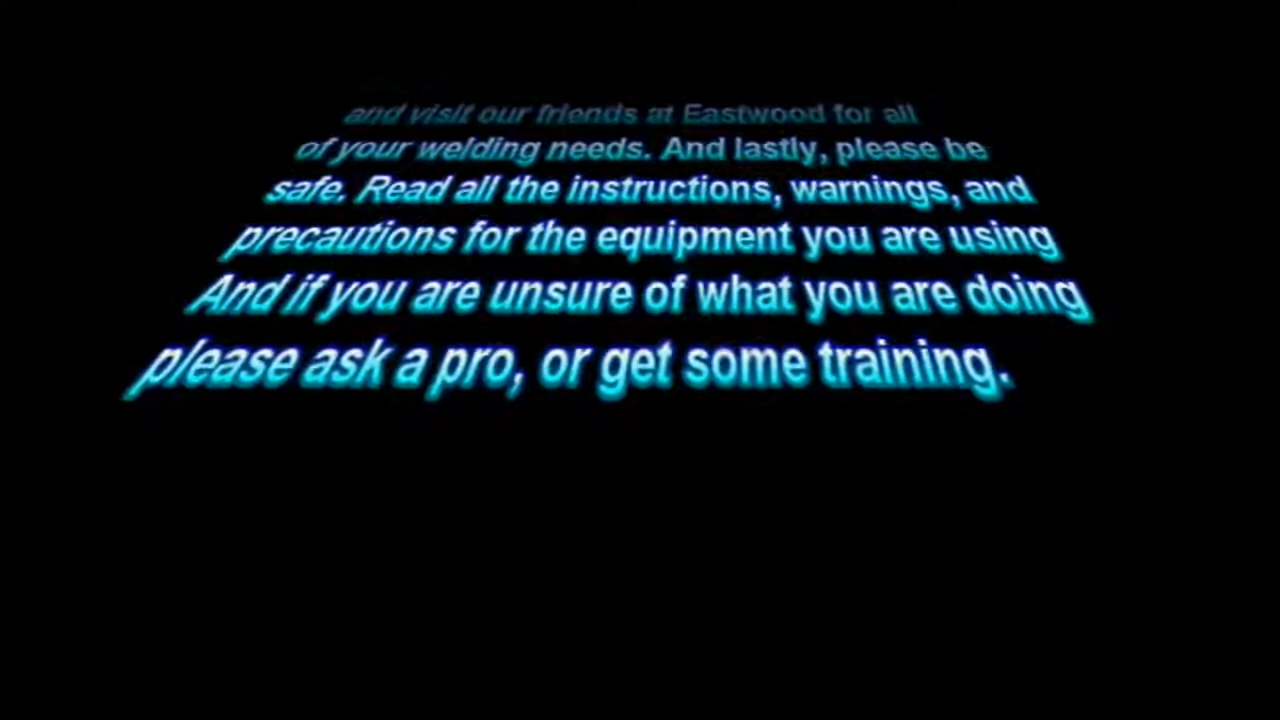 and visit our friends at Eastwood for all
of your welding needs. And lastly, please be
safe. Read all the instructions, warnings, and
precautions for the equipment you are using
And if you are unsure of what you are doing
please ask a pro, or get some training.